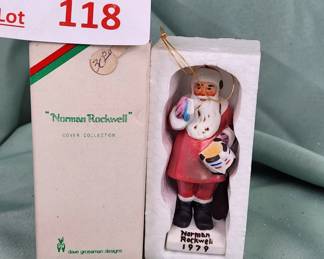 Lot 118
"Norman Rockwell"
COVER COLLECTION
dave grossman designs
Norman
Rockwell
1979